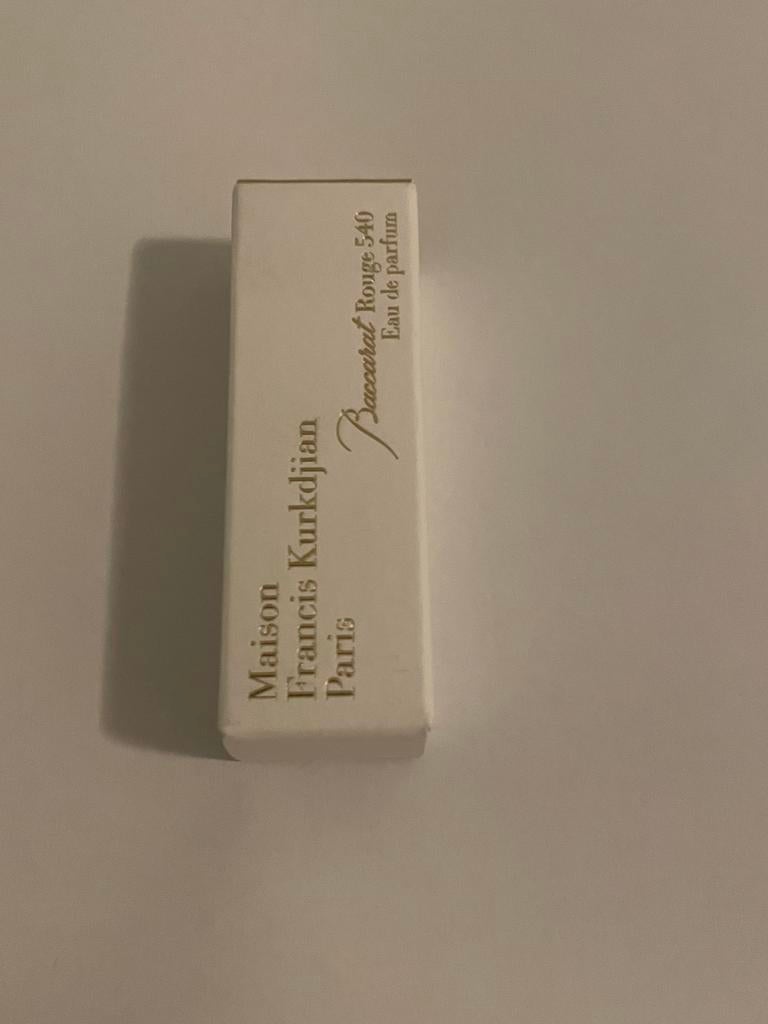 Maison
Francis Kurkdjian
Paris
Baccarat Rouge 540
Eau de parfum